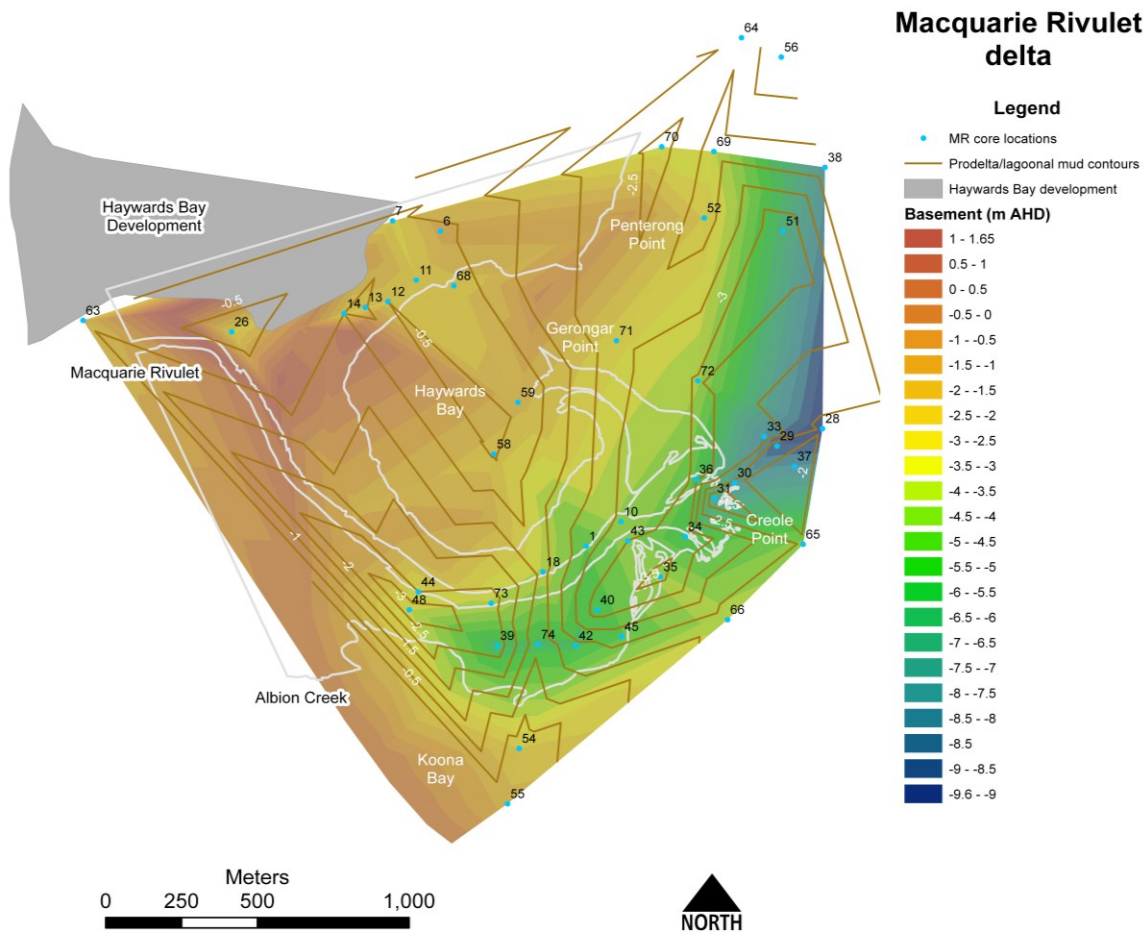 Macquarie Rivulet
delta
Legend
MR core locations
Prodelta/lagoonal mud contours
Haywards Bay development
Basement (m AHD)
1 - 1.65
0.5 - 1
0 - 0.5
-0.5 - 0
-1 - -0.5
-1.5 - -1
-2 - -1.5
-2.5 - -2
-3 - -2.5
-3.5 - -3
-4 - -3.5
-4.5 - -4
-5 - -4.5
-5.5 - -5
-6 - -5.5
-6.5 - -6
-7 - -6.5
-7.5 - -7
-8 - -7.5
-8.5 - -8
-8.5
-9 - -8.5
-9.6 - -9
64
56
70
69
38
-2.5
Haywards Bay
Development
7
6
52
51
Penterong
Point
11
68
12
13
14
-0.5
63
26
-3
-0.5
Gerongar
Point
71
Macquarie Rivulet
72
Haywards
Bay
59
58
33
28
29
37
-2
36
30
31
10
-2.5
Creole
Point
43
34
65
1
-1
18
35
-3.5
-2
44
73
-3
48
40
66
-2.5
45
39
74
42
-1.5
-0.5
Albion Creek
54
Koona
Bay
55
Meters
0 250 500 1,000
NORTH